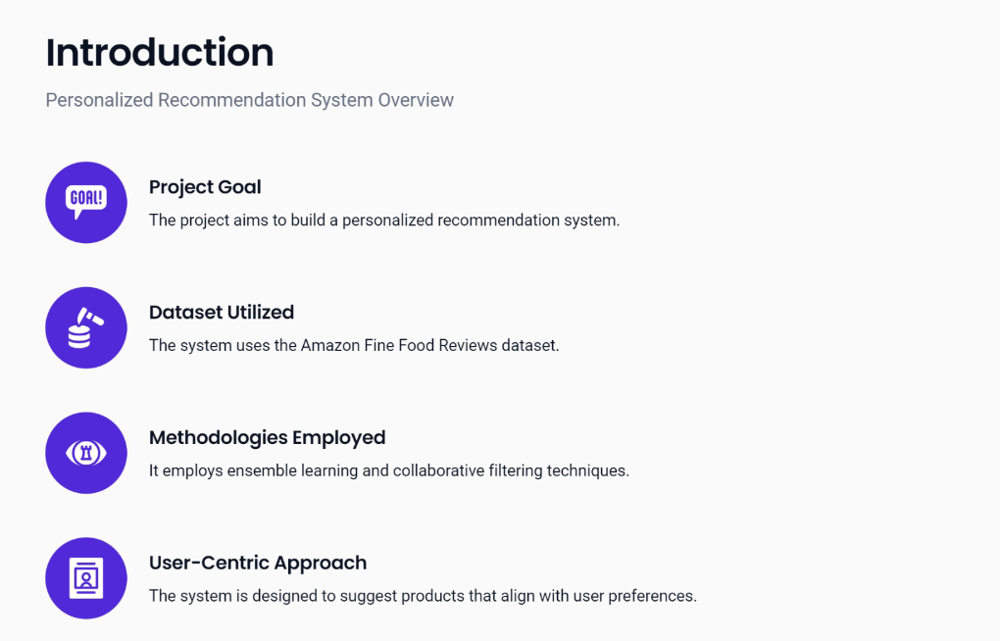 Introduction
Personalized Recommendation System Overview
GOAL!
Project Goal
The project aims to build a personalized recommendation system.
Dataset Utilized
The system uses the Amazon Fine Food Reviews dataset.
Methodologies Employed
It employs ensemble learning and collaborative filtering techniques.
User-Centric Approach
The system is designed to suggest products that align with user preferences.